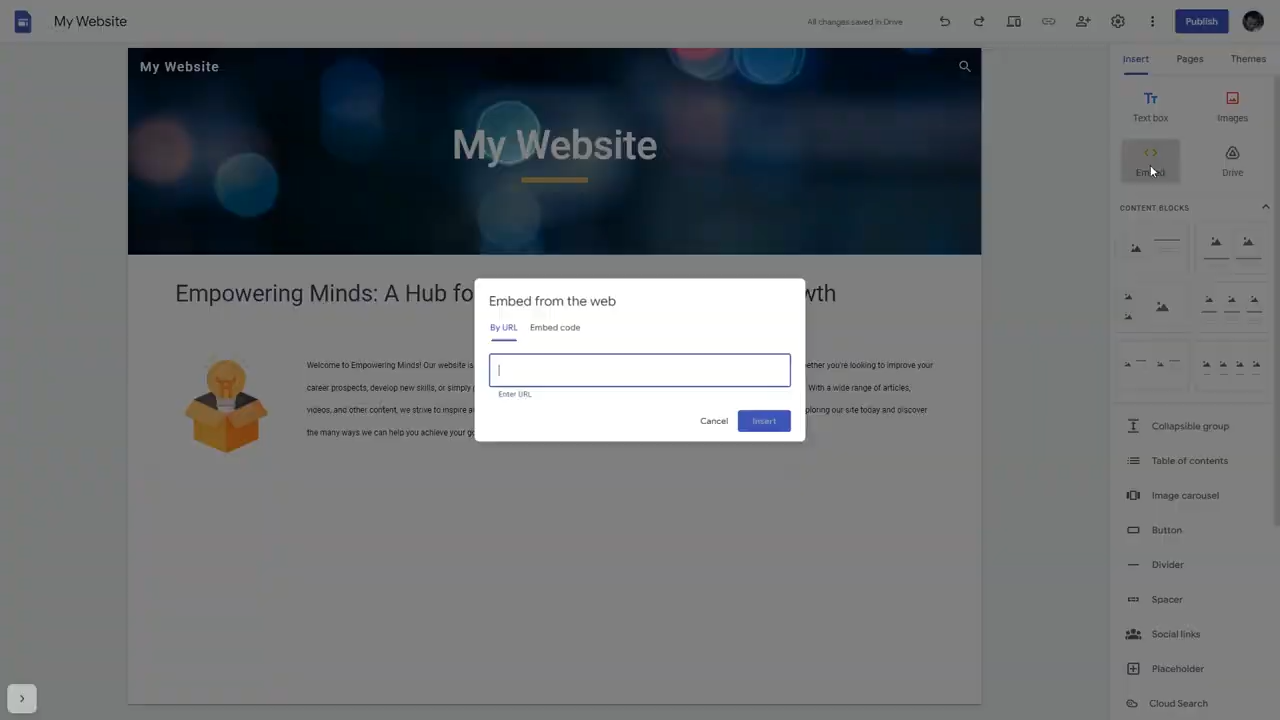 My Website
All changes saved in Drive
Publish
My Website
My Website
Empowering Minds: A Hub fo
wth
Welcome to Empowering Minds! Our website is
ether you're looking to improve your
career prospects, develop new skills, or simply
With a wide range of articles,
videos, and other content, we strive to inspire a
ploring our site today and discover
the many ways we can help you achieve your go
Embed from the web
By URL
Embed code
Enter URL
Cancel
Insert
Insert
Pages
Themes
Text box
Images
Embed
Drive
CONTENT BLOCKS
Collapsible group
Table of contents
Image carousel
Button
Divider
Spacer
Social links
Placeholder
Cloud Search